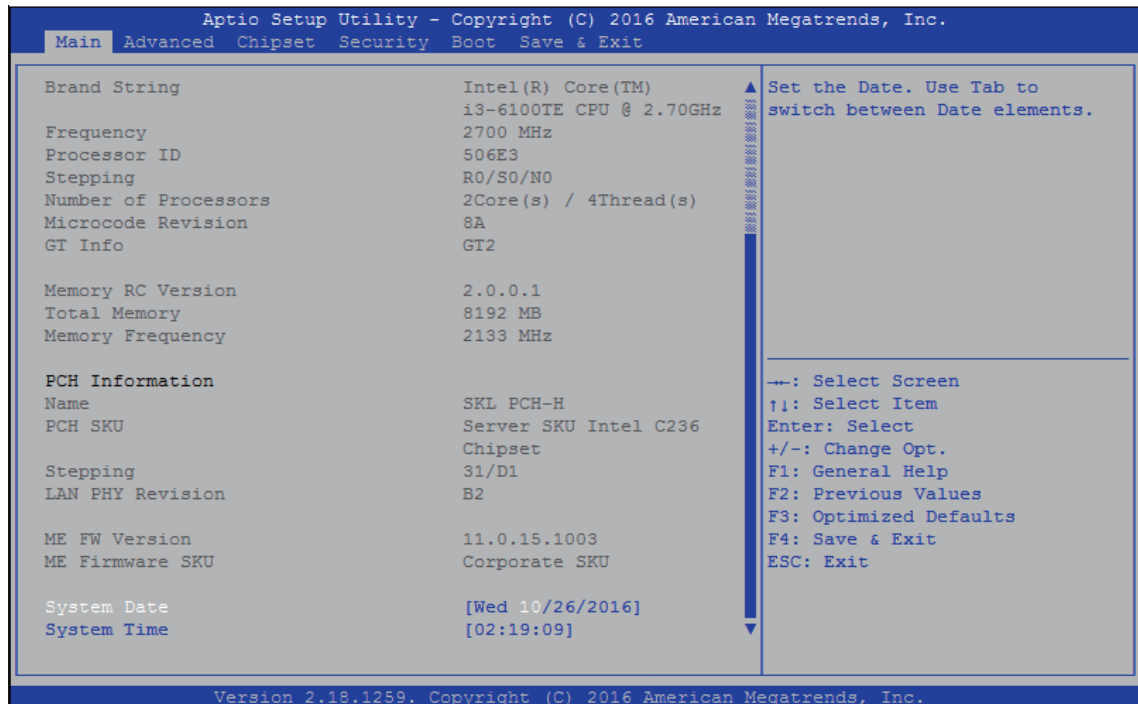 Aptio Setup Utility - Copyright (C) 2016 American Megatrends, Inc.
Main Advanced Chipset Security Boot Save & Exit
Brand String Intel(R) Core(TM)
i3-6100TE CPU @ 2.70GHz
Frequency 2700 MHz
Processor ID 506E3
Stepping R0/S0/N0
Number of Processors 2Core(s) / 4Thread(s)
Microcode Revision 8A
GT Info GT2
Memory RC Version 2.0.0.1
Total Memory 8192 MB
Memory Frequency 2133 MHz
PCH Information
Name SKL PCH-H
PCH SKU Server SKU Intel C236
Chipset
Stepping 31/D1
LAN PHY Revision B2
ME FW Version 11.0.15.1003
ME Firmware SKU Corporate SKU
System Date [Wed 10/26/2016]
System Time [02:19:09]
Set the Date. Use Tab to
switch between Date elements.
→←: Select Screen
↑↓: Select Item
Enter: Select
+/-: Change Opt.
F1: General Help
F2: Previous Values
F3: Optimized Defaults
F4: Save & Exit
ESC: Exit
Version 2.18.1259. Copyright (C) 2016 American Megatrends, Inc.